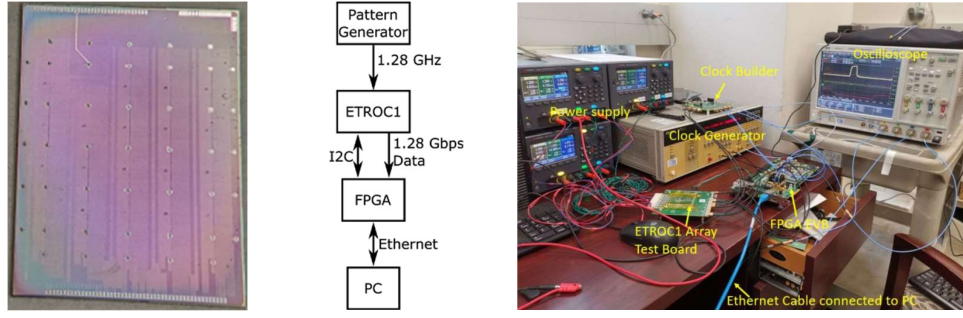 Pattern
Generator
1.28 GHz
ETROC1
I2C
1.28 Gbps
Data
FPGA
Ethernet
PC
Oscilloscope
Clock Builder
Power supply
Clock Generator
FPGA EVB
ETROC1 Array
Test Board
Ethernet Cable connected to PC